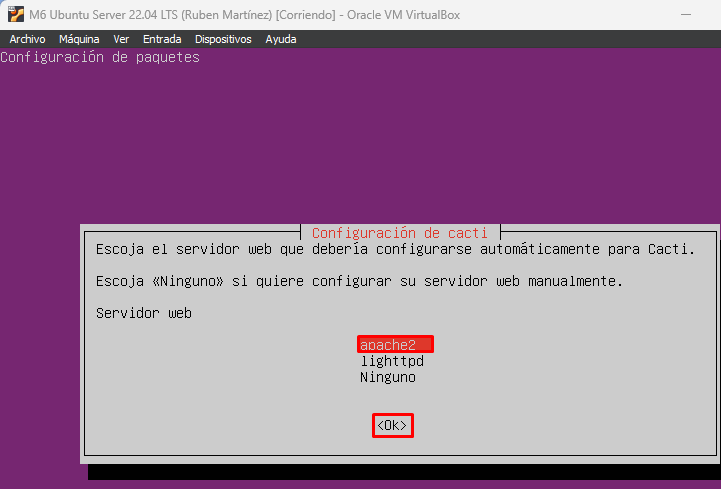 M6 Ubuntu Server 22.04 LTS (Ruben Martínez) [Corriendo] - Oracle VM VirtualBox
Archivo Máquina Ver Entrada Dispositivos Ayuda
Configuración de paquetes
Configuración de cacti
Escoja el servidor web que debería configurarse automáticamente para Cacti.
Escoja «Ninguno» si quiere configurar su servidor web manualmente.
Servidor web
apache2
lighttpd
Ninguno
<Ok>